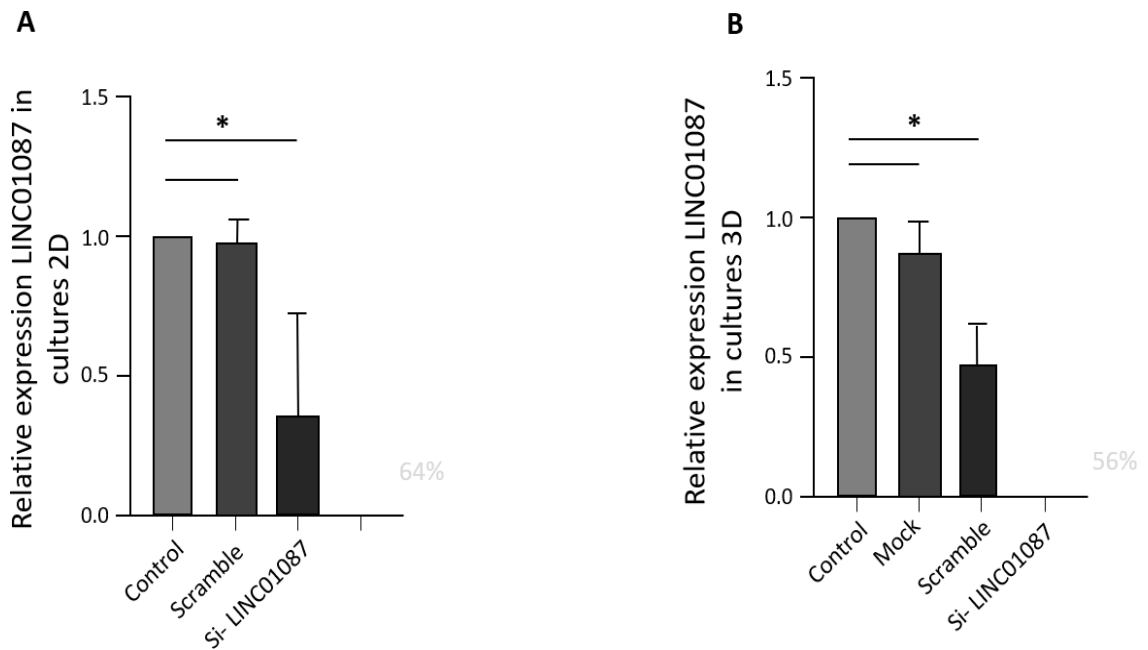 A
Relative expression LINC01087 in
cultures 2D
1.5
1.0
0.5
0.0
*
64%
Control
Scramble
Si- LINC01087
B
Relative expression LINC01087
in cultures 3D
1.5
1.0
0.5
0.0
*
56%
Control
Mock
Scramble
Si- LINC01087